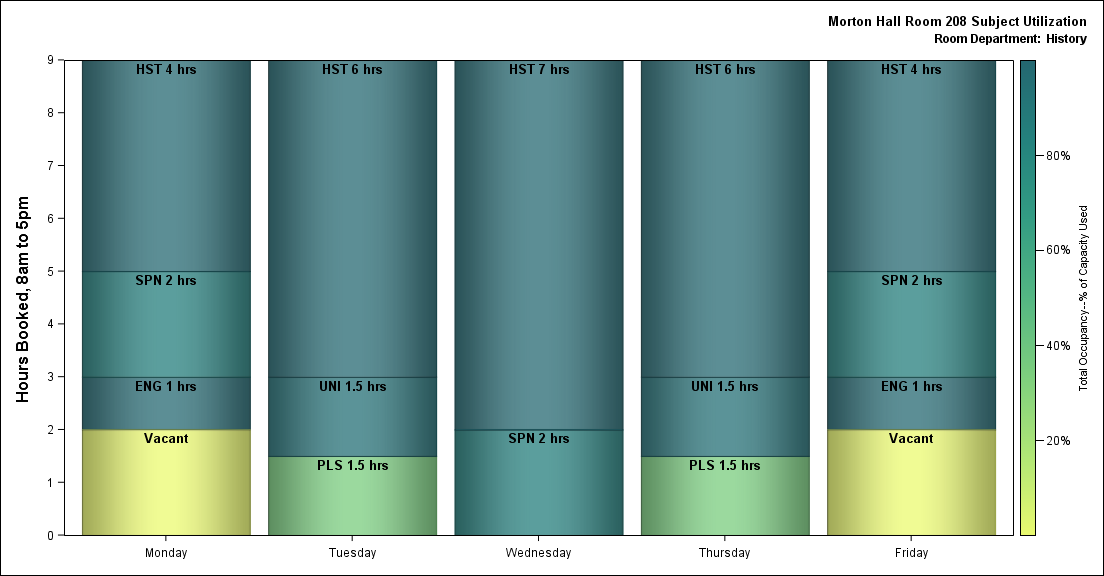 Morton Hall Room 208 Subject Utilization
Room Department: History
Hours Booked, 8am to 5pm
9
8
7
6
5
4
3
2
1
0
HST 4 hrs
SPN 2 hrs
ENG 1 hrs
Vacant
HST 6 hrs
UNI 1.5 hrs
PLS 1.5 hrs
HST 7 hrs
SPN 2 hrs
HST 6 hrs
UNI 1.5 hrs
PLS 1.5 hrs
HST 4 hrs
SPN 2 hrs
ENG 1 hrs
Vacant
Monday
Tuesday
Wednesday
Thursday
Friday
80%
60%
40%
20%
Total Occupancy--% of Capacity Used